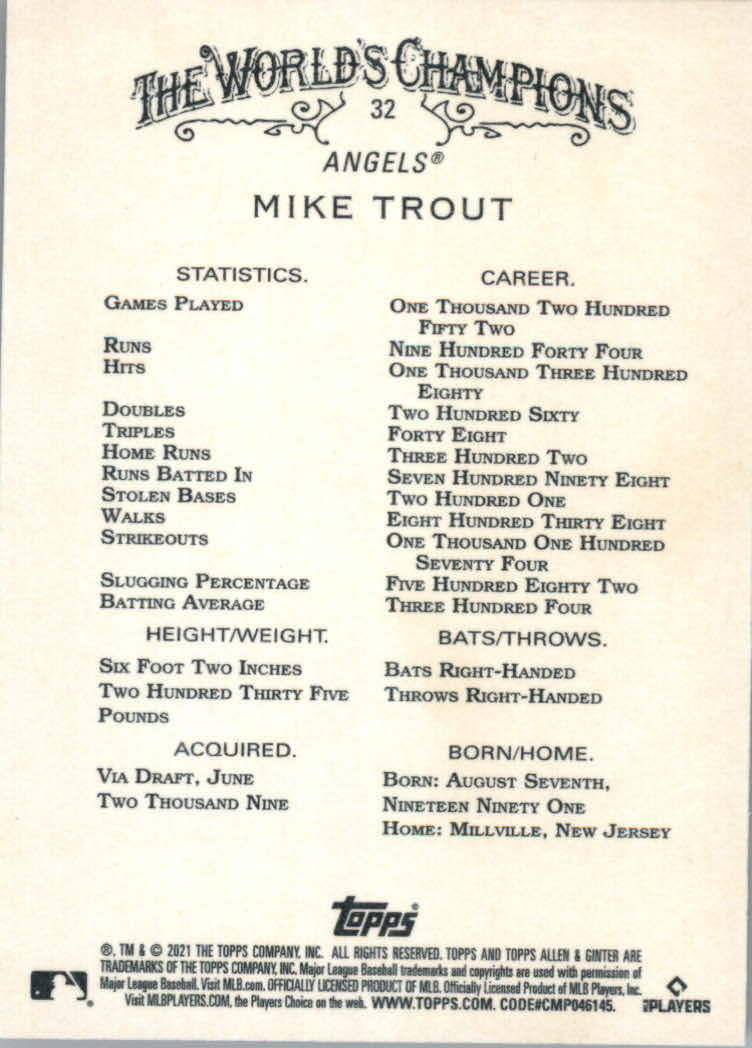 THE WORLD'S CHAMPIONS
32
ANGELS®
MIKE TROUT
STATISTICS. CAREER.
GAMES PLAYED ONE THOUSAND TWO HUNDRED
FIFTY TWO
RUNS NINE HUNDRED FORTY FOUR
HITS ONE THOUSAND THREE HUNDRED
EIGHTY
DOUBLES TWO HUNDRED SIXTY
TRIPLES FORTY EIGHT
HOME RUNS THREE HUNDRED TWO
RUNS BATTED IN SEVEN HUNDRED NINETY EIGHT
STOLEN BASES TWO HUNDRED ONE
WALKS EIGHT HUNDRED THIRTY EIGHT
STRIKEOUTS ONE THOUSAND ONE HUNDRED
SEVENTY FOUR
SLUGGING PERCENTAGE FIVE HUNDRED EIGHTY TWO
BATTING AVERAGE THREE HUNDRED FOUR
HEIGHT/WEIGHT. BATS/THROWS.
SIX FOOT TWO INCHES BATS RIGHT-HANDED
TWO HUNDRED THIRTY FIVE THROWS RIGHT-HANDED
POUNDS
ACQUIRED. BORN/HOME.
VIA DRAFT, JUNE BORN: AUGUST SEVENTH,
TWO THOUSAND NINE NINETEEN NINETY ONE
HOME: MILLVILLE, NEW JERSEY
topps®
®, TM & © 2021 THE TOPPS COMPANY, INC. ALL RIGHTS RESERVED. TOPPS AND TOPPS ALLEN & GINTER ARE
TRADEMARKS OF THE TOPPS COMPANY, INC. Major League Baseball trademarks and copyrights are used with permission of
Major League Baseball. Visit MLB.com. OFFICIALLY LICENSED PRODUCT OF MLB. Officially Licensed Product of MLB Players, Inc.
Visit MLBPLAYERS.COM, the Players Choice on the web. WWW.TOPPS.COM. CODE#CMP046145.
MLB PLAYERS